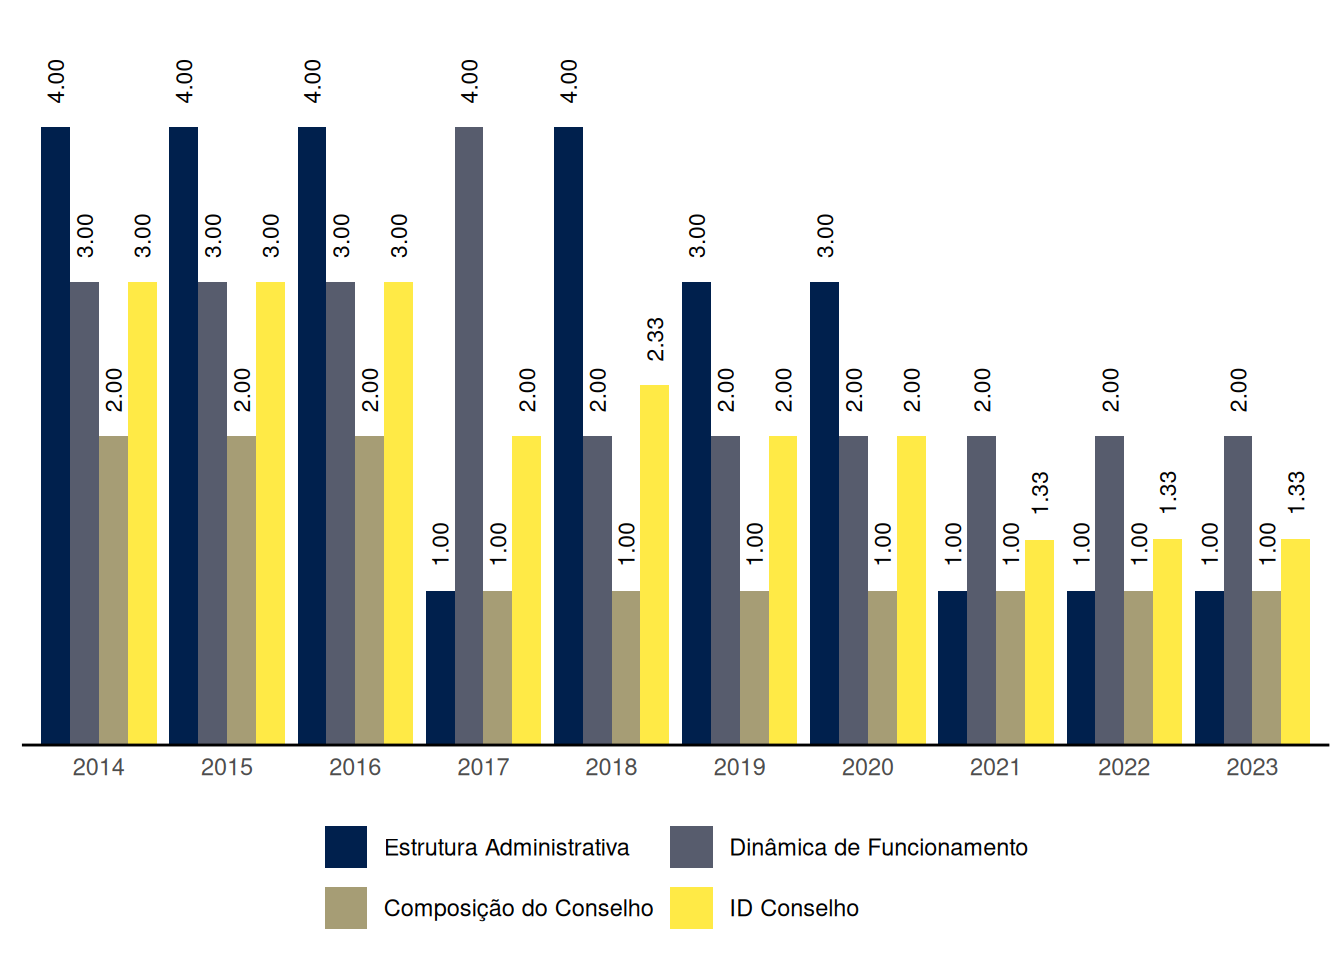 4.00 4.00 4.00 4.00 4.00
3.00 3.00 3.00 3.00 3.00 3.00 3.00 3.00
2.33
2.00 2.00 2.00 2.00 2.00 2.00 2.00 2.00 2.00 2.00 2.00 2.00
1.33 1.33 1.33
1.00 1.00 1.00 1.00 1.00 1.00 1.00 1.00 1.00 1.00 1.00
2014 2015 2016 2017 2018 2019 2020 2021 2022 2023
Estrutura Administrativa Dinâmica de Funcionamento
Composição do Conselho ID Conselho